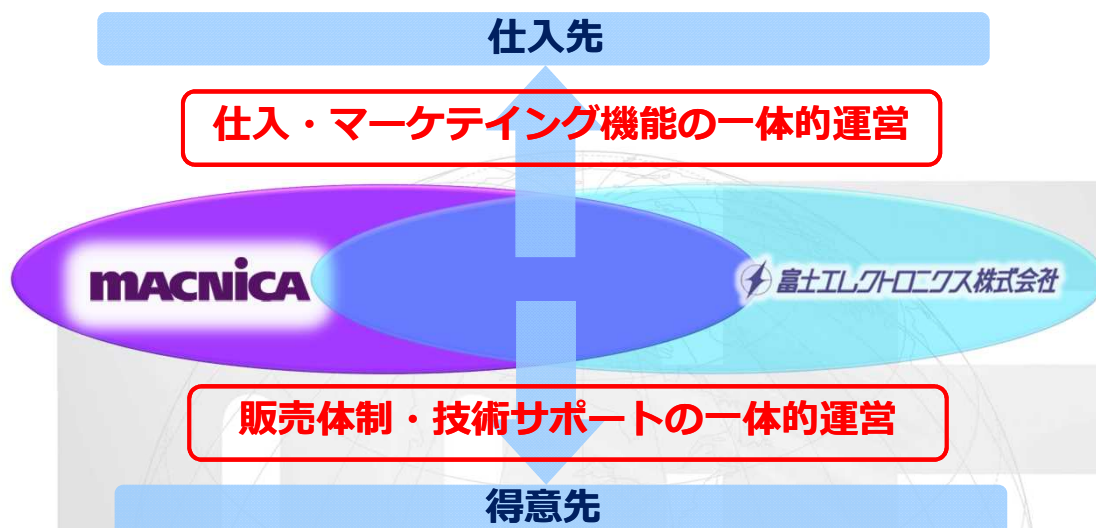 仕入先
仕入・マーケテイング機能の一体的運営
MACNICA
富士エレクトロニクス株式会社
販売体制・技術サポートの一体的運営
得意先